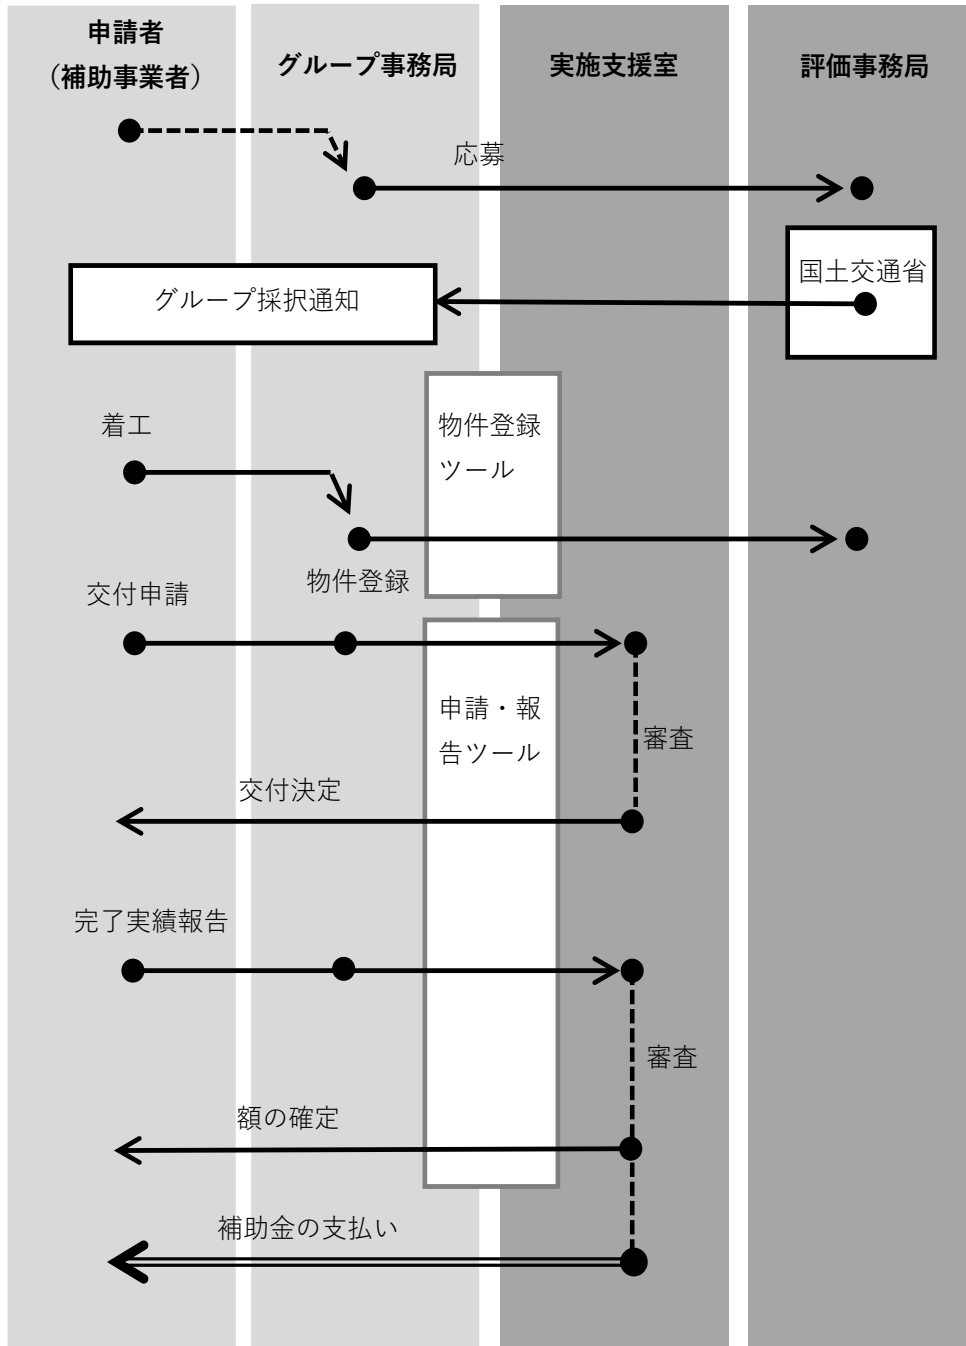 申請者
（補助事業者）
グループ事務局
実施支援室
評価事務局
応募
国土交通省
グループ採択通知
着工
物件登録
ツール
物件登録
交付申請
申請・報
告ツール
審査
交付決定
完了実績報告
審査
額の確定
補助金の支払い